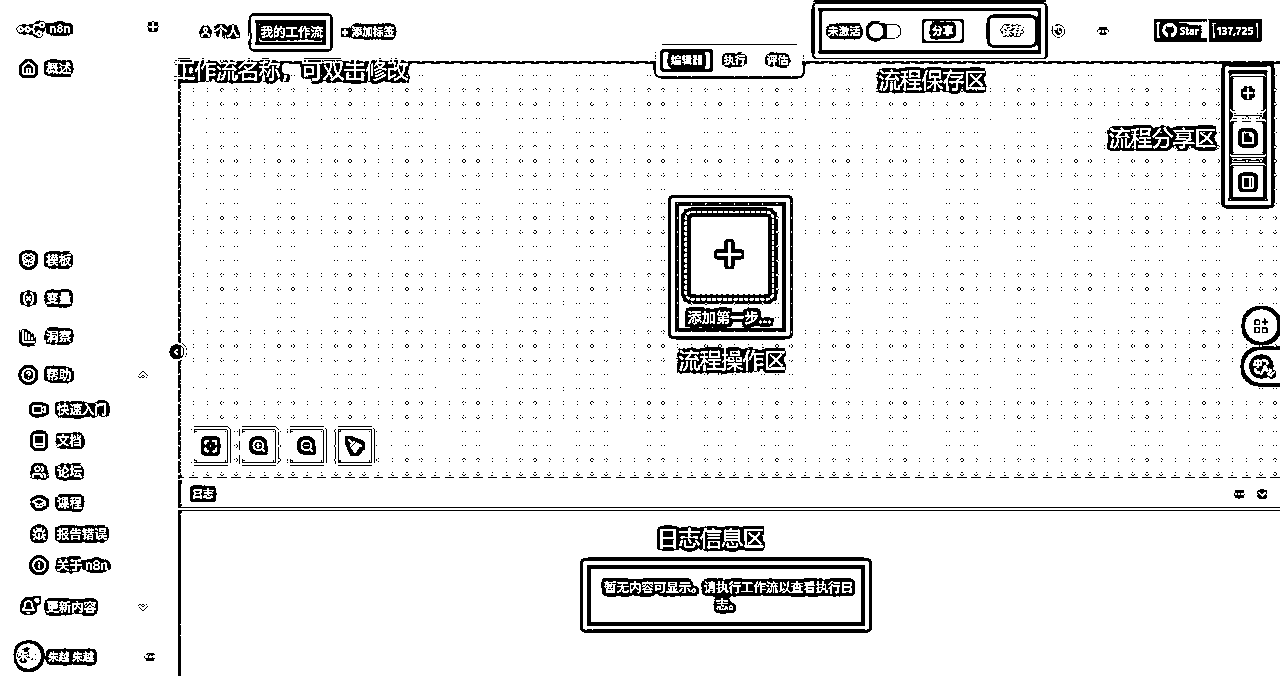 n8n
个人
我的工作流
+ 添加标签
未激活
分享
保存
Star
137,725
概述
工作流名称,可双击修改
编辑器
执行
评估
流程保存区
流程分享区
添加第一步...
流程操作区
模板
变量
洞察
帮助
快速入门
文档
论坛
课程
报告错误
关于 n8n
更新内容
朱越 朱越
日志
日志信息区
暂无内容可显示。请执行工作流以查看执行日
志。